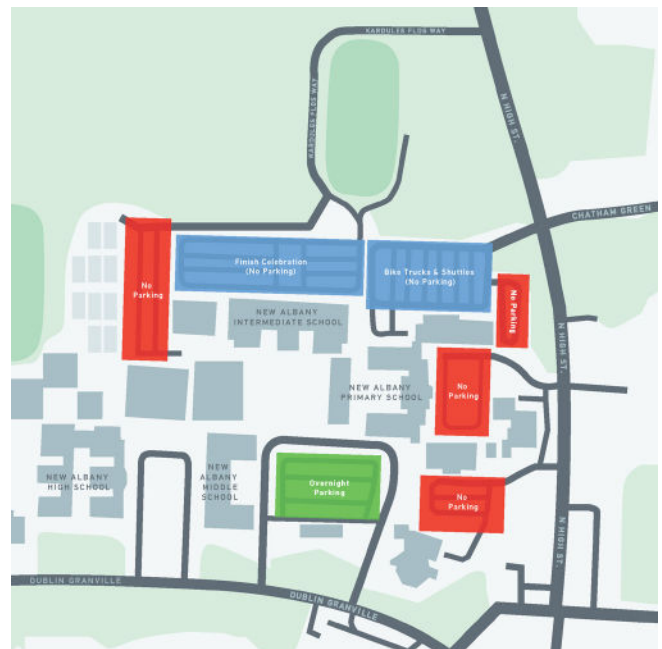 KARDULES FLDS WAY
KARDULES FLDS WAY
N HIGH ST.
CHATHAM GREEN
Finish Celebration
(No Parking)
Bike Trucks & Shuttles
(No Parking)
No
Parking
No Parking
NEW ALBANY
INTERMEDIATE SCHOOL
N HIGH ST.
NEW ALBANY
PRIMARY SCHOOL
No
Parking
NEW ALBANY
HIGH SCHOOL
NEW
ALBANY
MIDDLE
SCHOOL
Overnight
Parking
No
Parking
N HIGH ST.
DUBLIN GRANVILLE
DUBLIN GRANVILLE